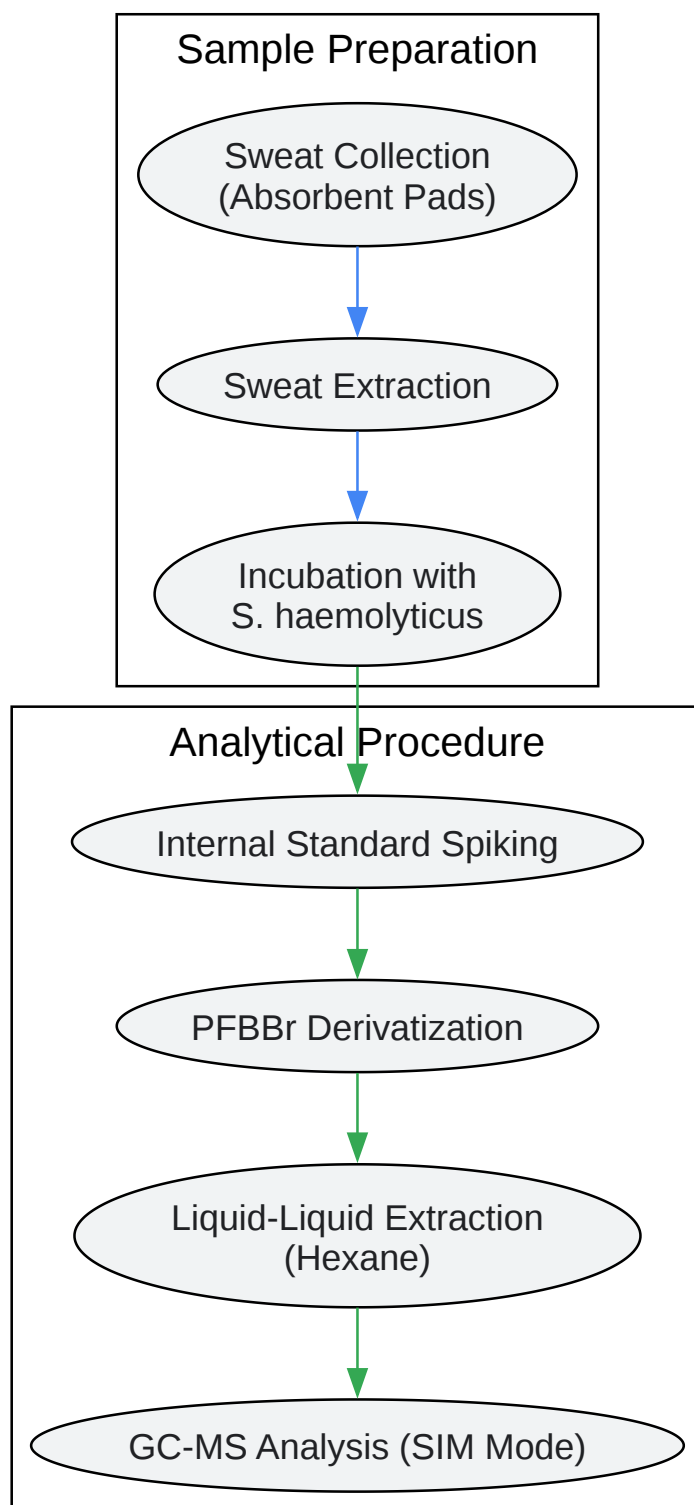 Sample Preparation
Sweat Collection
(Absorbent Pads)
Sweat Extraction
Incubation with
S. haemolyticus
Analytical Procedure
Internal Standard Spiking
PFBBr Derivatization
Liquid-Liquid Extraction
(Hexane)
GC-MS Analysis (SIM Mode)